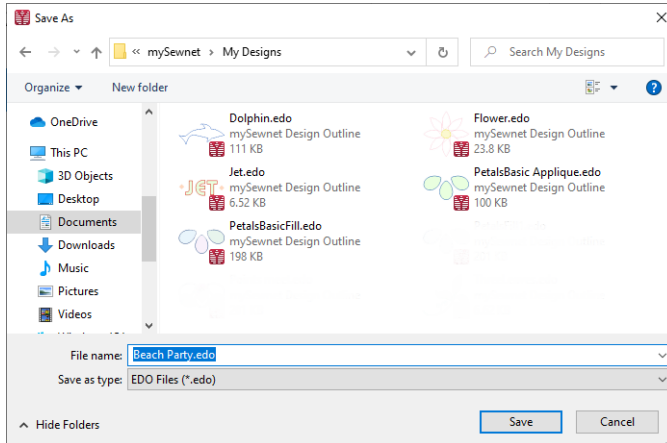 Save As
« mySewnet › My Designs
Search My Designs
Organize
New folder
?
OneDrive
This PC
3D Objects
Desktop
Documents
Downloads
Music
Pictures
Videos
Dolphin.edo
mySewnet Design Outline
111 KB
Flower.edo
mySewnet Design Outline
23.8 KB
JET
Jet.edo
mySewnet Design Outline
6.52 KB
PetalsBasic Applique.edo
mySewnet Design Outline
100 KB
PetalsBasicFill.edo
mySewnet Design Outline
198 KB
File name: Beach Party.edo
Save as type: EDO Files (*.edo)
Hide Folders
Save
Cancel